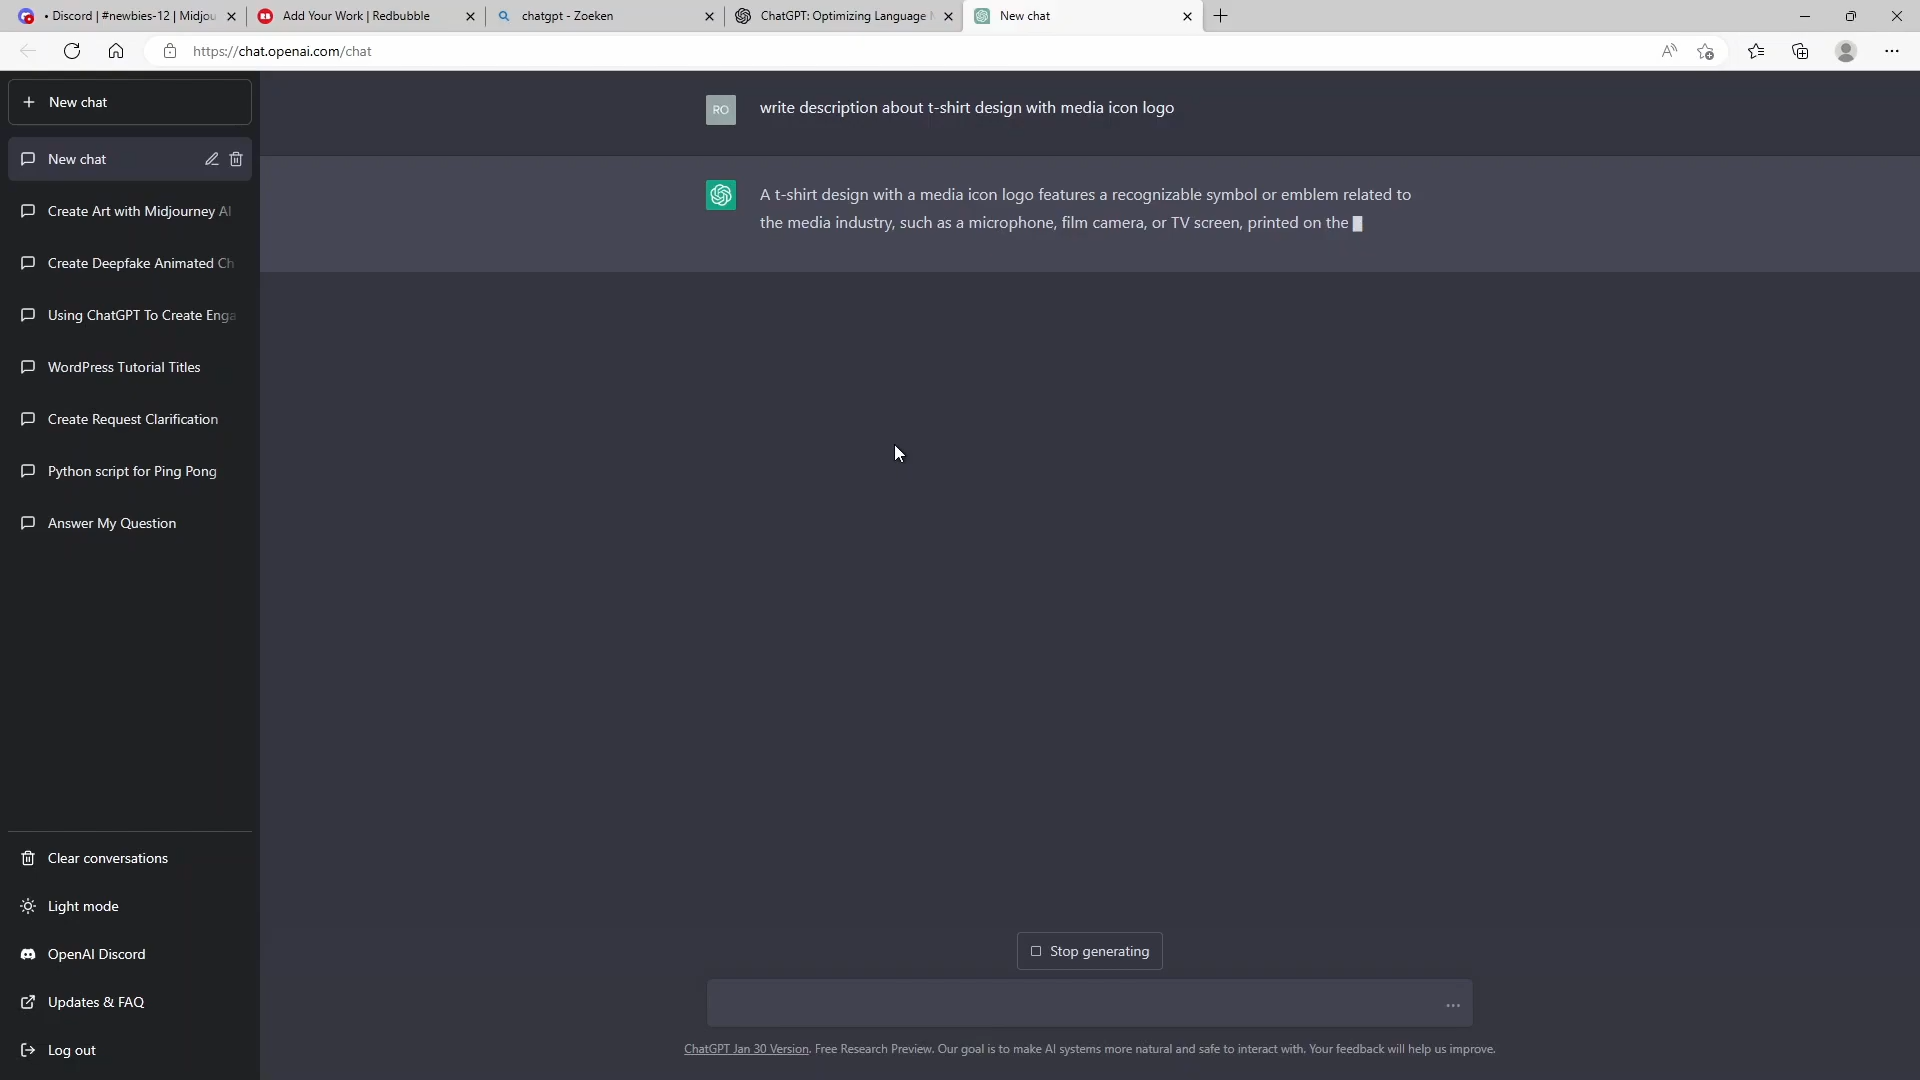 • Discord | #newbies-12 | Midjou
Add Your Work | Redbubble
chatgpt - Zoeken
ChatGPT: Optimizing Language
New chat
https://chat.openai.com/chat
New chat
New chat
Create Art with Midjourney AI
Create Deepfake Animated Ch
Using ChatGPT To Create Enga
WordPress Tutorial Titles
Create Request Clarification
Python script for Ping Pong
Answer My Question
Clear conversations
Light mode
OpenAI Discord
Updates & FAQ
Log out
RO
write description about t-shirt design with media icon logo
A t-shirt design with a media icon logo features a recognizable symbol or emblem related to
the media industry, such as a microphone, film camera, or TV screen, printed on the
Stop generating
ChatGPT Jan 30 Version. Free Research Preview. Our goal is to make AI systems more natural and safe to interact with. Your feedback will help us improve.